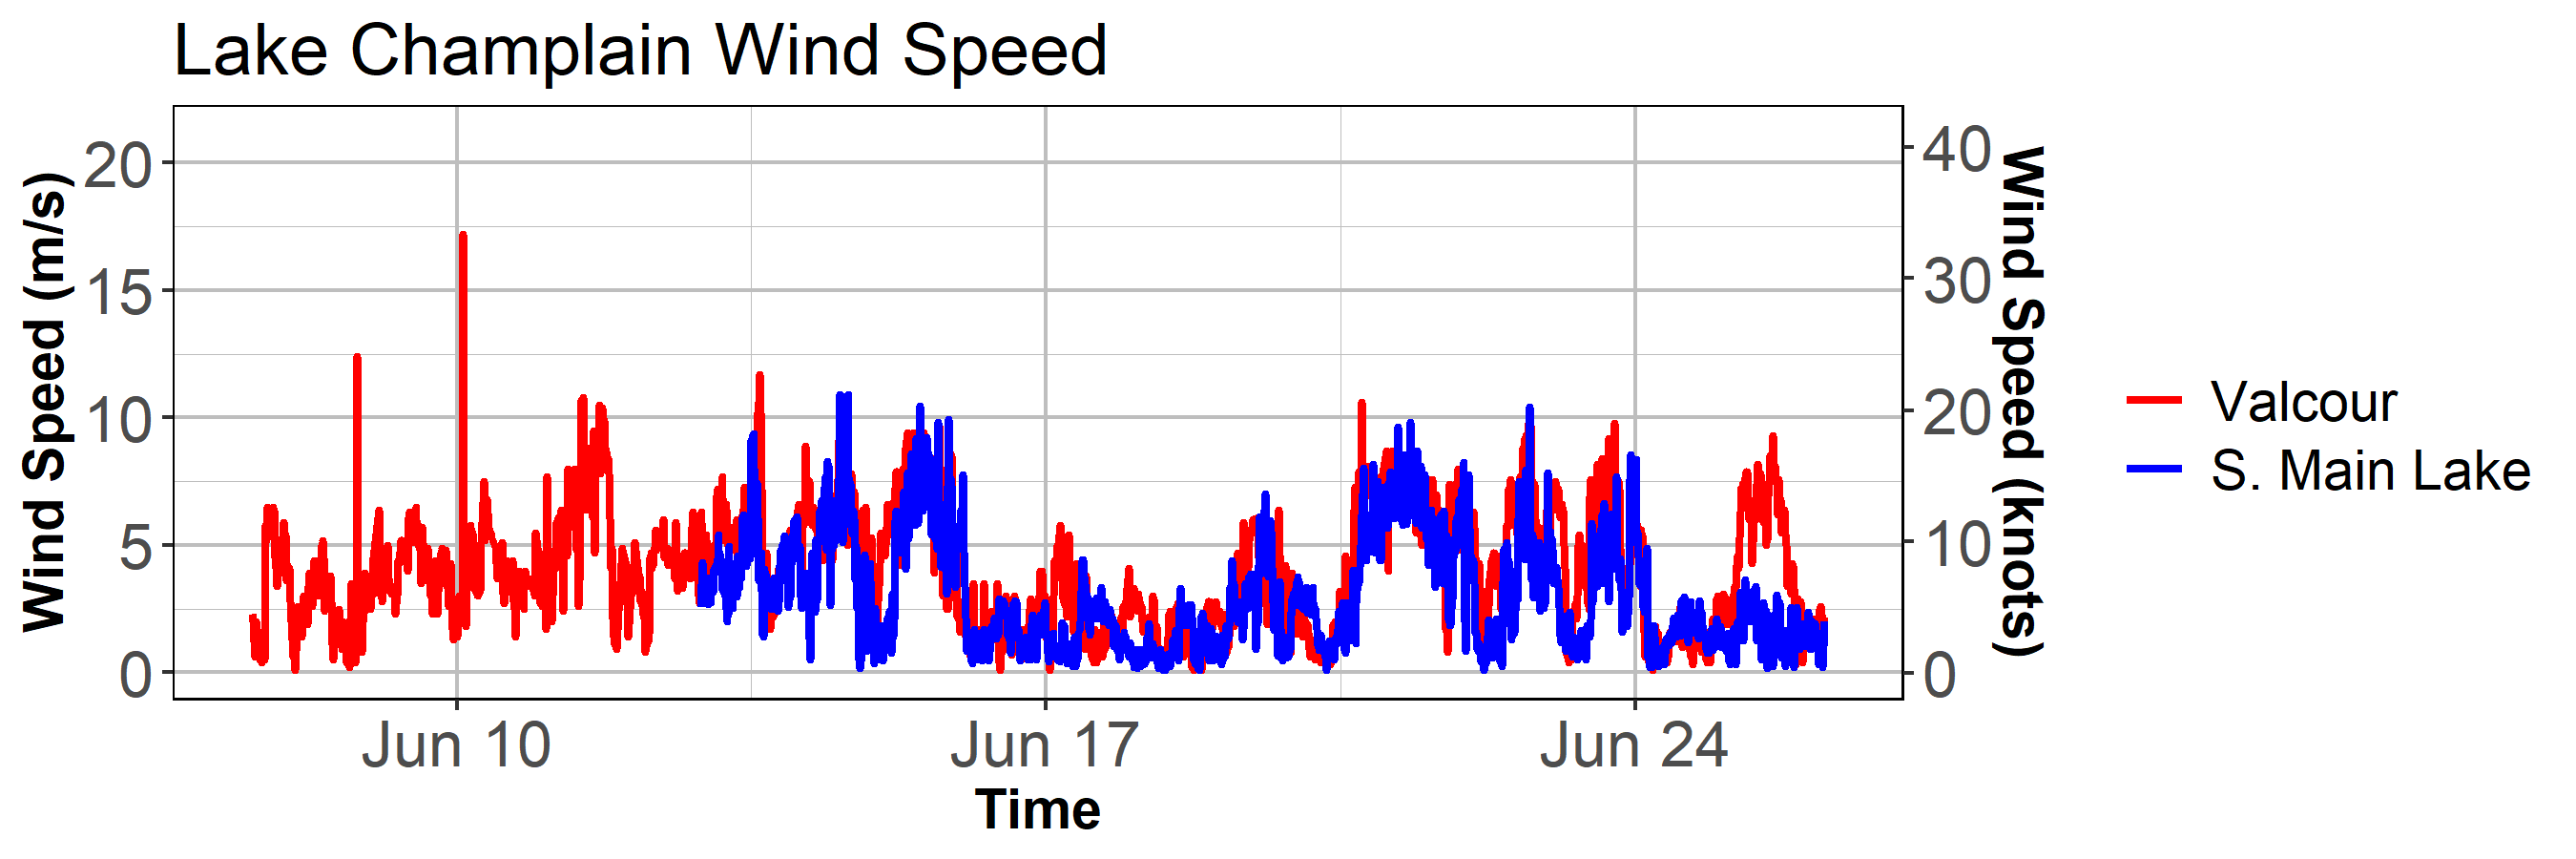 Lake Champlain Wind Speed
Wind Speed (m/s)
20
15
10
5
0
40
30
20
10
0
Wind Speed (knots)
Jun 10
Jun 17
Jun 24
Time
Valcour
S. Main Lake